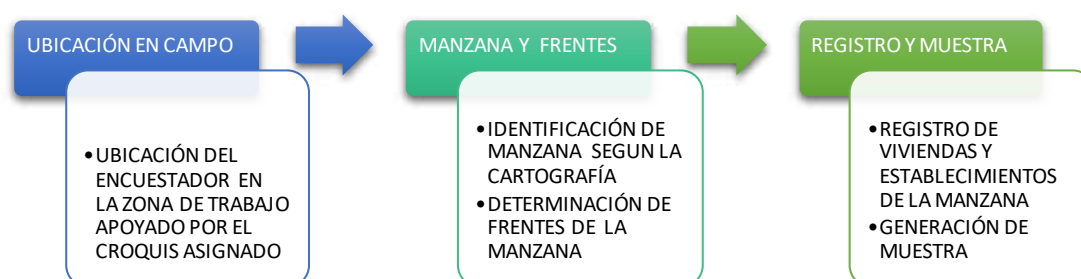 UBICACIÓN EN CAMPO
•UBICACIÓN DEL
ENCUESTADOR EN
LA ZONA DE TRABAJO
APOYADO POR EL
CROQUIS ASIGNADO
MANZANA Y FRENTES
•IDENTIFICACIÓN DE
MANZANA SEGUN LA
CARTOGRAFÍA
•DETERMINACIÓN DE
FRENTES DE LA
MANZANA
REGISTRO Y MUESTRA
•REGISTRO DE
VIVIENDAS Y
ESTABLECIMIENTOS
DE LA MANZANA
•GENERACIÓN DE
MUESTRA